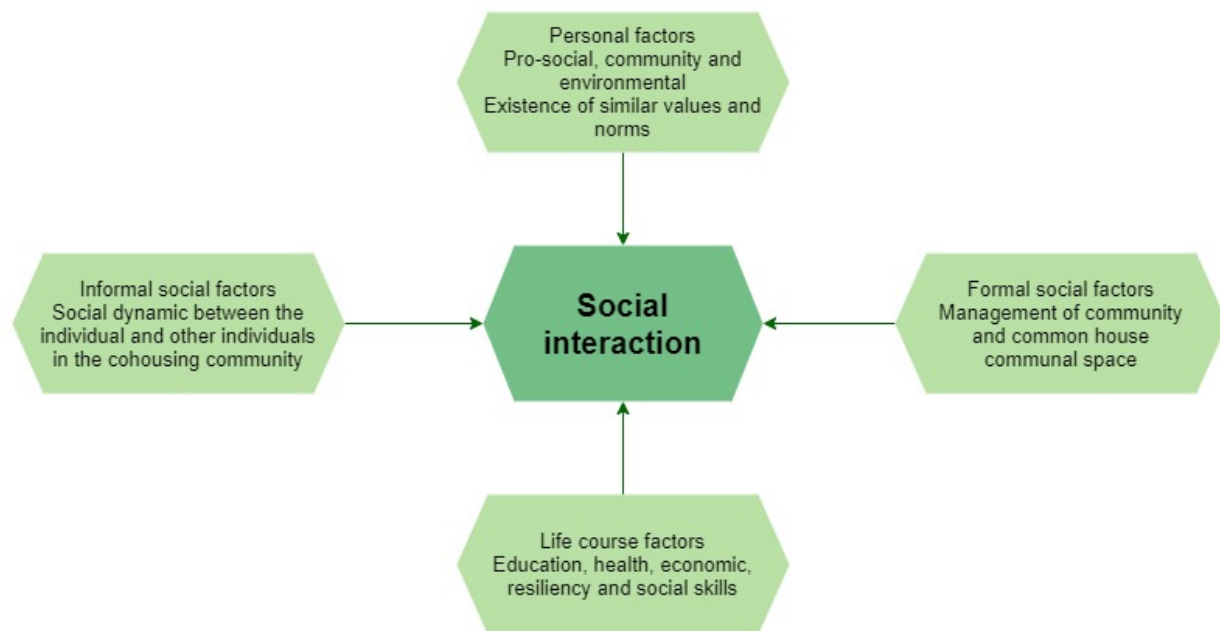 Personal factors
Pro-social, community and
environmental
Existence of similar values and
norms
Informal social factors
Social dynamic between the
individual and other individuals
in the cohousing community
Social
interaction
Formal social factors
Management of community
and common house
communal space
Life course factors
Education, health, economic,
resiliency and social skills